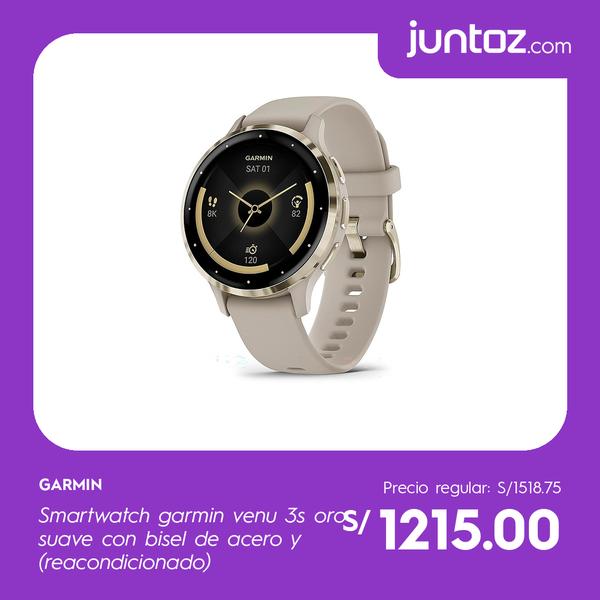 juntoz.com
GARMIN
SAT 01
8K
82
120
GARMIN
Smartwatch garmin venu 3s oro
suave con bisel de acero y
(reacondicionado)
Precio regular: S/1518.75
S/ 1215.00